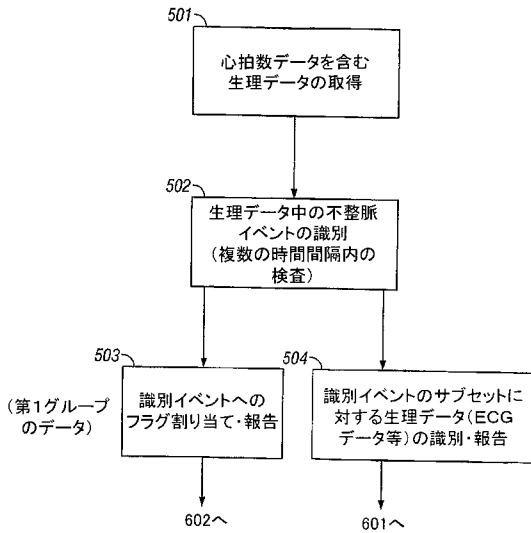 501
心拍数データを含む
生理データの取得
502
生理データ中の不整脈
イベントの識別
(複数の時間間隔内の
検査)
503
(第1グループ
のデータ)
識別イベントへの
フラグ割り当て・報告
504
識別イベントのサブセットに
対する生理データ(ECG
データ等)の識別・報告
602へ
601へ